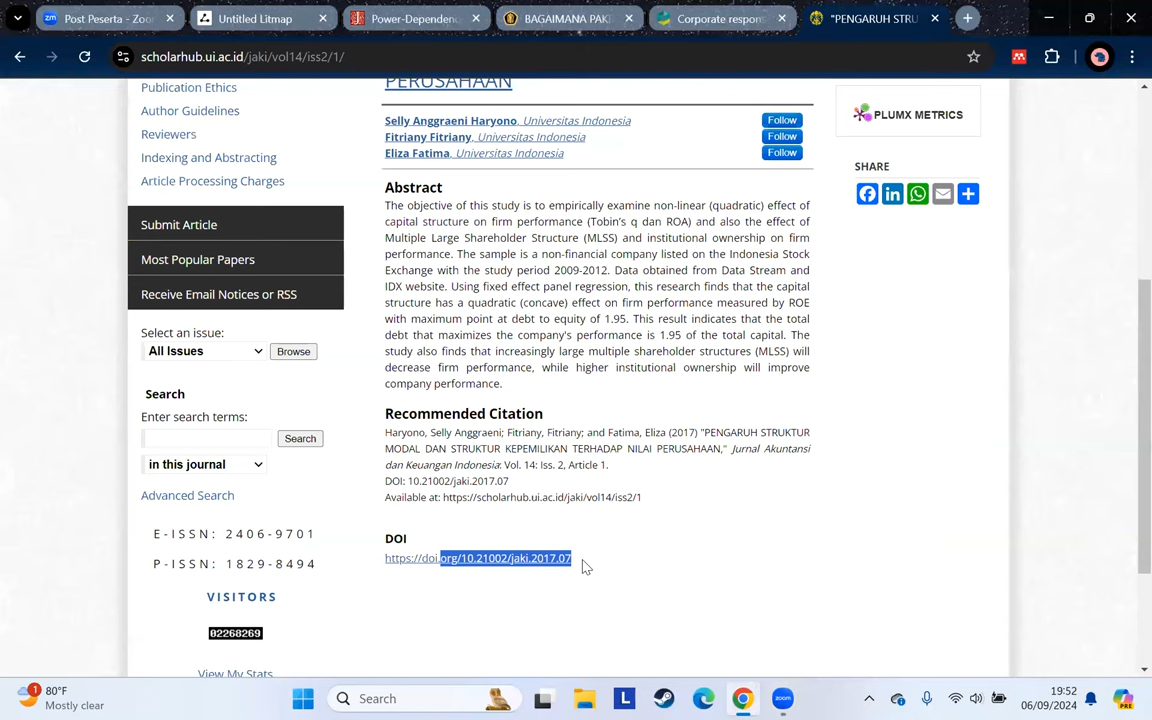 Post Peserta - Zoo
Untitled Litmap
Power-Dependenc
BAGAIMANA PAK
Corporate respon
"PENGARUH STRU
scholarhub.ui.ac.id/jaki/vol14/iss2/1/
Publication Ethics
Author Guidelines
Reviewers
Indexing and Abstracting
Article Processing Charges
Submit Article
Most Popular Papers
Receive Email Notices or RSS
Select an issue:
All Issues
Browse
Search
Enter search terms:
Search
in this journal
Advanced Search
E-ISSN: 2406-9701
P-ISSN: 1829-8494
VISITORS
02268269
View My Stats
PERUSAHAAN
Selly Anggraeni Haryono, Universitas Indonesia
Follow
Fitriany Fitriany, Universitas Indonesia
Follow
Eliza Fatima, Universitas Indonesia
Follow
Abstract
The objective of this study is to empirically examine non-linear (quadratic) effect of
capital structure on firm performance (Tobin's q dan ROA) and also the effect of
Multiple Large Shareholder Structure (MLSS) and institutional ownership on firm
performance. The sample is a non-financial company listed on the Indonesia Stock
Exchange with the study period 2009-2012. Data obtained from Data Stream and
IDX website. Using fixed effect panel regression, this research finds that the capital
structure has a quadratic (concave) effect on firm performance measured by ROE
with maximum point at debt to equity of 1.95. This result indicates that the total
debt that maximizes the company's performance is 1.95 of the total capital. The
study also finds that increasingly large multiple shareholder structures (MLSS) will
decrease firm performance, while higher institutional ownership will improve
company performance.
Recommended Citation
Haryono, Selly Anggraeni; Fitriany, Fitriany; and Fatima, Eliza (2017) "PENGARUH STRUKTUR
MODAL DAN STRUKTUR KEPEMILIKAN TERHADAP NILAI PERUSAHAAN," Jurnal Akuntansi
dan Keuangan Indonesia: Vol. 14: Iss. 2, Article 1.
DOI: 10.21002/jaki.2017.07
Available at: https://scholarhub.ui.ac.id/jaki/vol14/iss2/1
DOI
https://doi.org/10.21002/jaki.2017.07
PLUMX METRICS
SHARE
1
80°F
Mostly clear
Search
L
zoom
PRE
19:52
06/09/2024